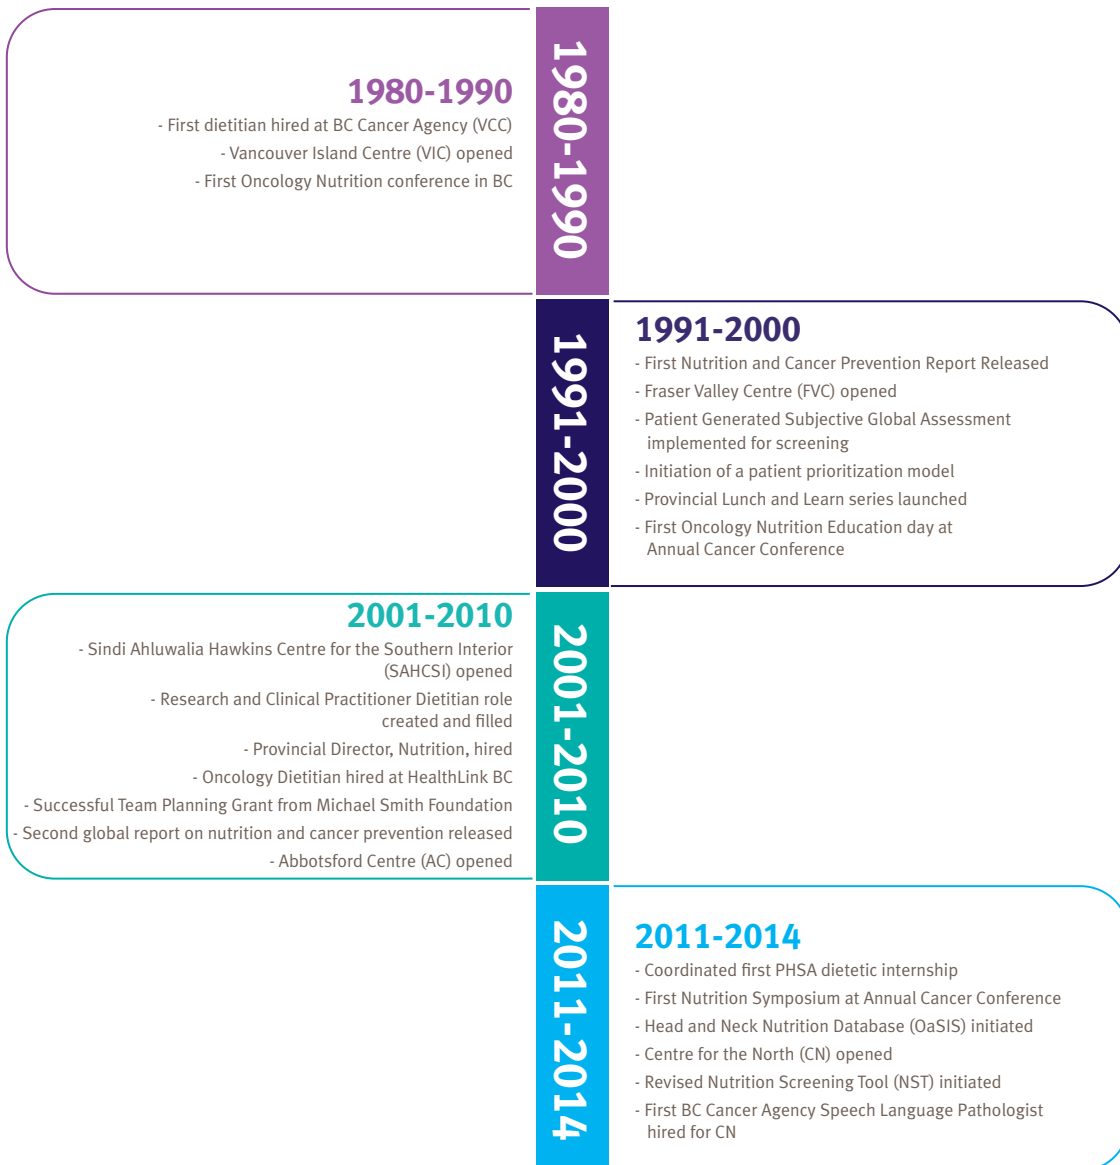 1980-1990
1980-1990
- First dietitian hired at BC Cancer Agency (VCC)
- Vancouver Island Centre (VIC) opened
- First Oncology Nutrition conference in BC
1991-2000
1991-2000
- First Nutrition and Cancer Prevention Report Released
- Fraser Valley Centre (FVC) opened
- Patient Generated Subjective Global Assessment
implemented for screening
- Initiation of a patient prioritization model
- Provincial Lunch and Learn series launched
- First Oncology Nutrition Education day at
Annual Cancer Conference
2001-2010
2001-2010
- Sindi Ahluwalia Hawkins Centre for the Southern Interior
(SAHCSI) opened
- Research and Clinical Practitioner Dietitian role
created and filled
- Provincial Director, Nutrition, hired
- Oncology Dietitian hired at HealthLink BC
- Successful Team Planning Grant from Michael Smith Foundation
- Second global report on nutrition and cancer prevention released
- Abbotsford Centre (AC) opened
2011-2014
2011-2014
- Coordinated first PHSA dietetic internship
- First Nutrition Symposium at Annual Cancer Conference
- Head and Neck Nutrition Database (OaSIS) initiated
- Centre for the North (CN) opened
- Revised Nutrition Screening Tool (NST) initiated
- First BC Cancer Agency Speech Language Pathologist
hired for CN